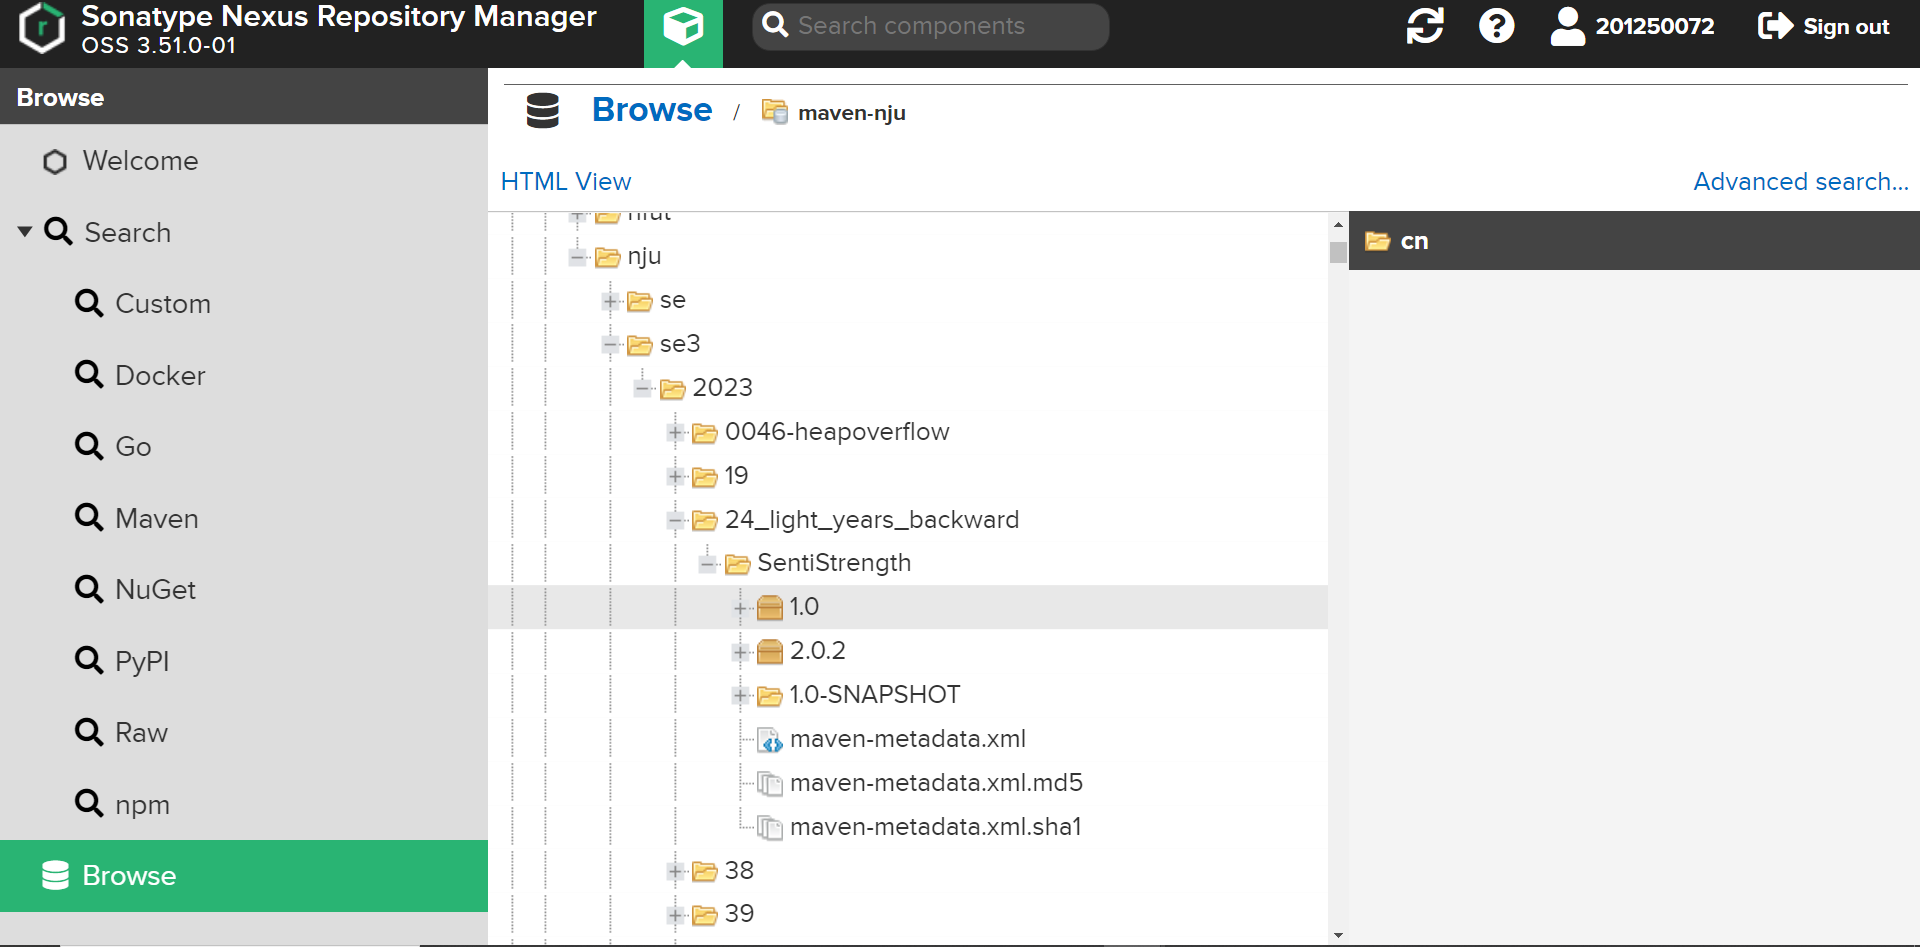 Sonatype Nexus Repository Manager
OSS 3.51.0-01
Search components
201250072
Sign out
Browse
Welcome
Search
Custom
Docker
Go
Maven
NuGet
PyPI
Raw
npm
Browse
Browse / maven-nju
HTML View
Advanced search...
nju
se
se3
2023
0046-heapoverflow
19
24_light_years_backward
SentiStrength
1.0
2.0.2
1.0-SNAPSHOT
maven-metadata.xml
maven-metadata.xml.md5
maven-metadata.xml.sha1
38
39
cn